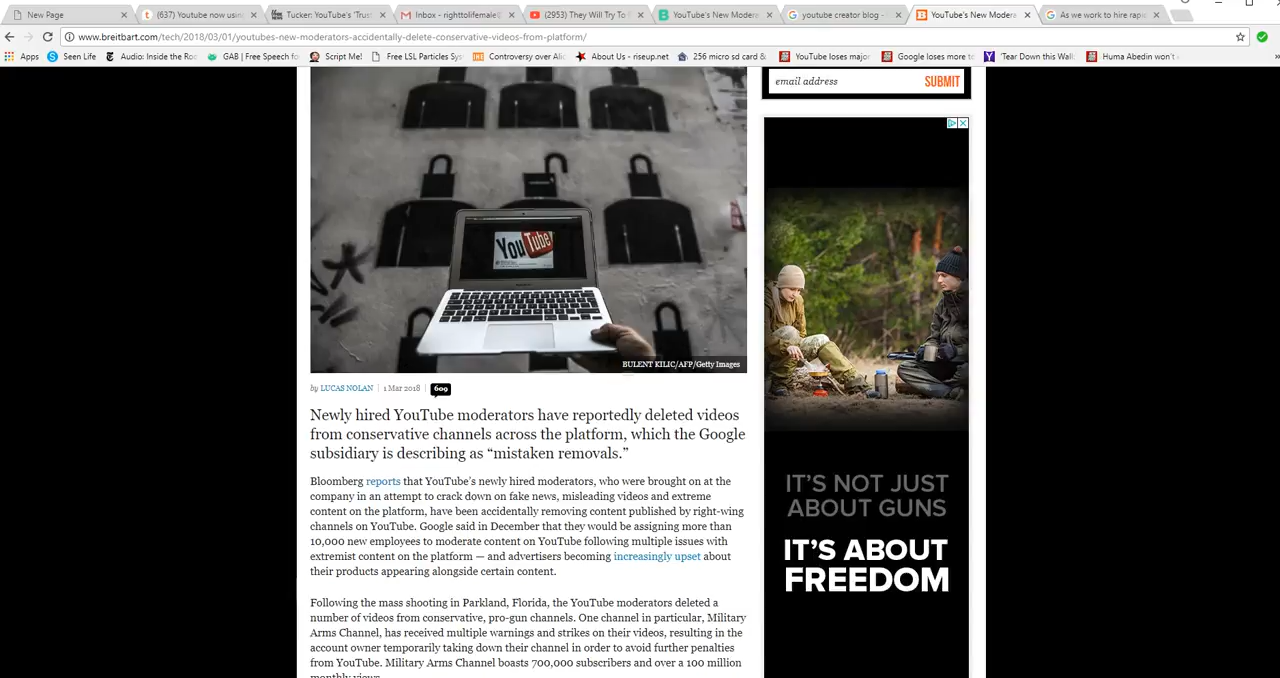 New Page
(637) Youtube now usin
Tucker: YouTube's 'Trust
Inbox - righttolifemale@
(2953) They Will Try To
YouTube's New Modera
youtube creator blog -
YouTube's New Modera
As we work to hire rapi
www.breitbart.com/tech/2018/03/01/youtubes-new-moderators-accidentally-delete-conservative-videos-from-platform/
Apps
Seen Life
Audio: Inside the Ro
GAB | Free Speech fo
Script Me!
Free LSL Particles Sys
Controversy over Ali
About Us - riseup.net
256 micro sd card &
YouTube loses major
Google loses more to
'Tear Down this Wall
Huma Abedin won't
email address
SUBMIT
YouTube
BULENT KILIC/AFP/Getty Images
by LUCAS NOLAN | 1 Mar 2018 | 609
Newly hired YouTube moderators have reportedly deleted videos
from conservative channels across the platform, which the Google
subsidiary is describing as “mistaken removals.”
Bloomberg reports that YouTube’s newly hired moderators, who were brought on at the
company in an attempt to crack down on fake news, misleading videos and extreme
content on the platform, have been accidentally removing content published by right-wing
channels on YouTube. Google said in December that they would be assigning more than
10,000 new employees to moderate content on YouTube following multiple issues with
extremist content on the platform — and advertisers becoming increasingly upset about
their products appearing alongside certain content.
Following the mass shooting in Parkland, Florida, the YouTube moderators deleted a
number of videos from conservative, pro-gun channels. One channel in particular, Military
Arms Channel, has received multiple warnings and strikes on their videos, resulting in the
account owner temporarily taking down their channel in order to avoid further penalties
from YouTube. Military Arms Channel boasts 700,000 subscribers and over a 100 million
monthly views.
IT'S NOT JUST
ABOUT GUNS
IT'S ABOUT
FREEDOM